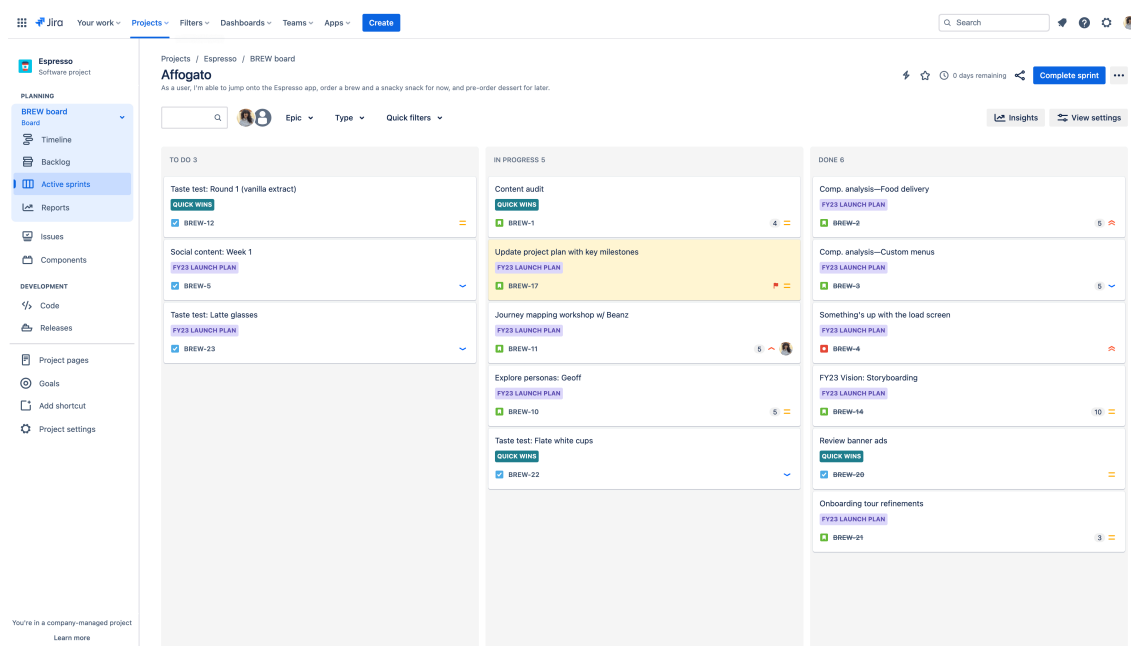 Jira Your work Projects Filters Dashboards Teams Apps Create Search
Espresso
Software project
PLANNING
BREW board
Board
Timeline
Backlog
Active sprints
Reports
Issues
Components
DEVELOPMENT
Code
Releases
Project pages
Goals
Add shortcut
Project settings
You're in a company-managed project
Learn more
Projects / Espresso / BREW board
Affogato
As a user, I'm able to jump onto the Espresso app, order a brew and a snacky snack for now, and pre-order dessert for later.
0 days remaining Complete sprint
Epic Type Quick filters Insights View settings
TO DO 3
Taste test: Round 1 (vanilla extract)
QUICK WINS
BREW-12
Social content: Week 1
FY23 LAUNCH PLAN
BREW-5
Taste test: Latte glasses
FY23 LAUNCH PLAN
BREW-23
IN PROGRESS 5
Content audit
QUICK WINS
BREW-1 4
Update project plan with key milestones
FY23 LAUNCH PLAN
BREW-17
Journey mapping workshop w/ Beanz
FY23 LAUNCH PLAN
BREW-11 5
Explore personas: Geoff
FY23 LAUNCH PLAN
BREW-10 5
Taste test: Flate white cups
QUICK WINS
BREW-22
DONE 6
Comp. analysis—Food delivery
FY23 LAUNCH PLAN
BREW-2 5
Comp. analysis—Custom menus
FY23 LAUNCH PLAN
BREW-3 5
Something's up with the load screen
FY23 LAUNCH PLAN
BREW-4
FY23 Vision: Storyboarding
FY23 LAUNCH PLAN
BREW-14 10
Review banner ads
QUICK WINS
BREW-20
Onboarding tour refinements
FY23 LAUNCH PLAN
BREW-21 3